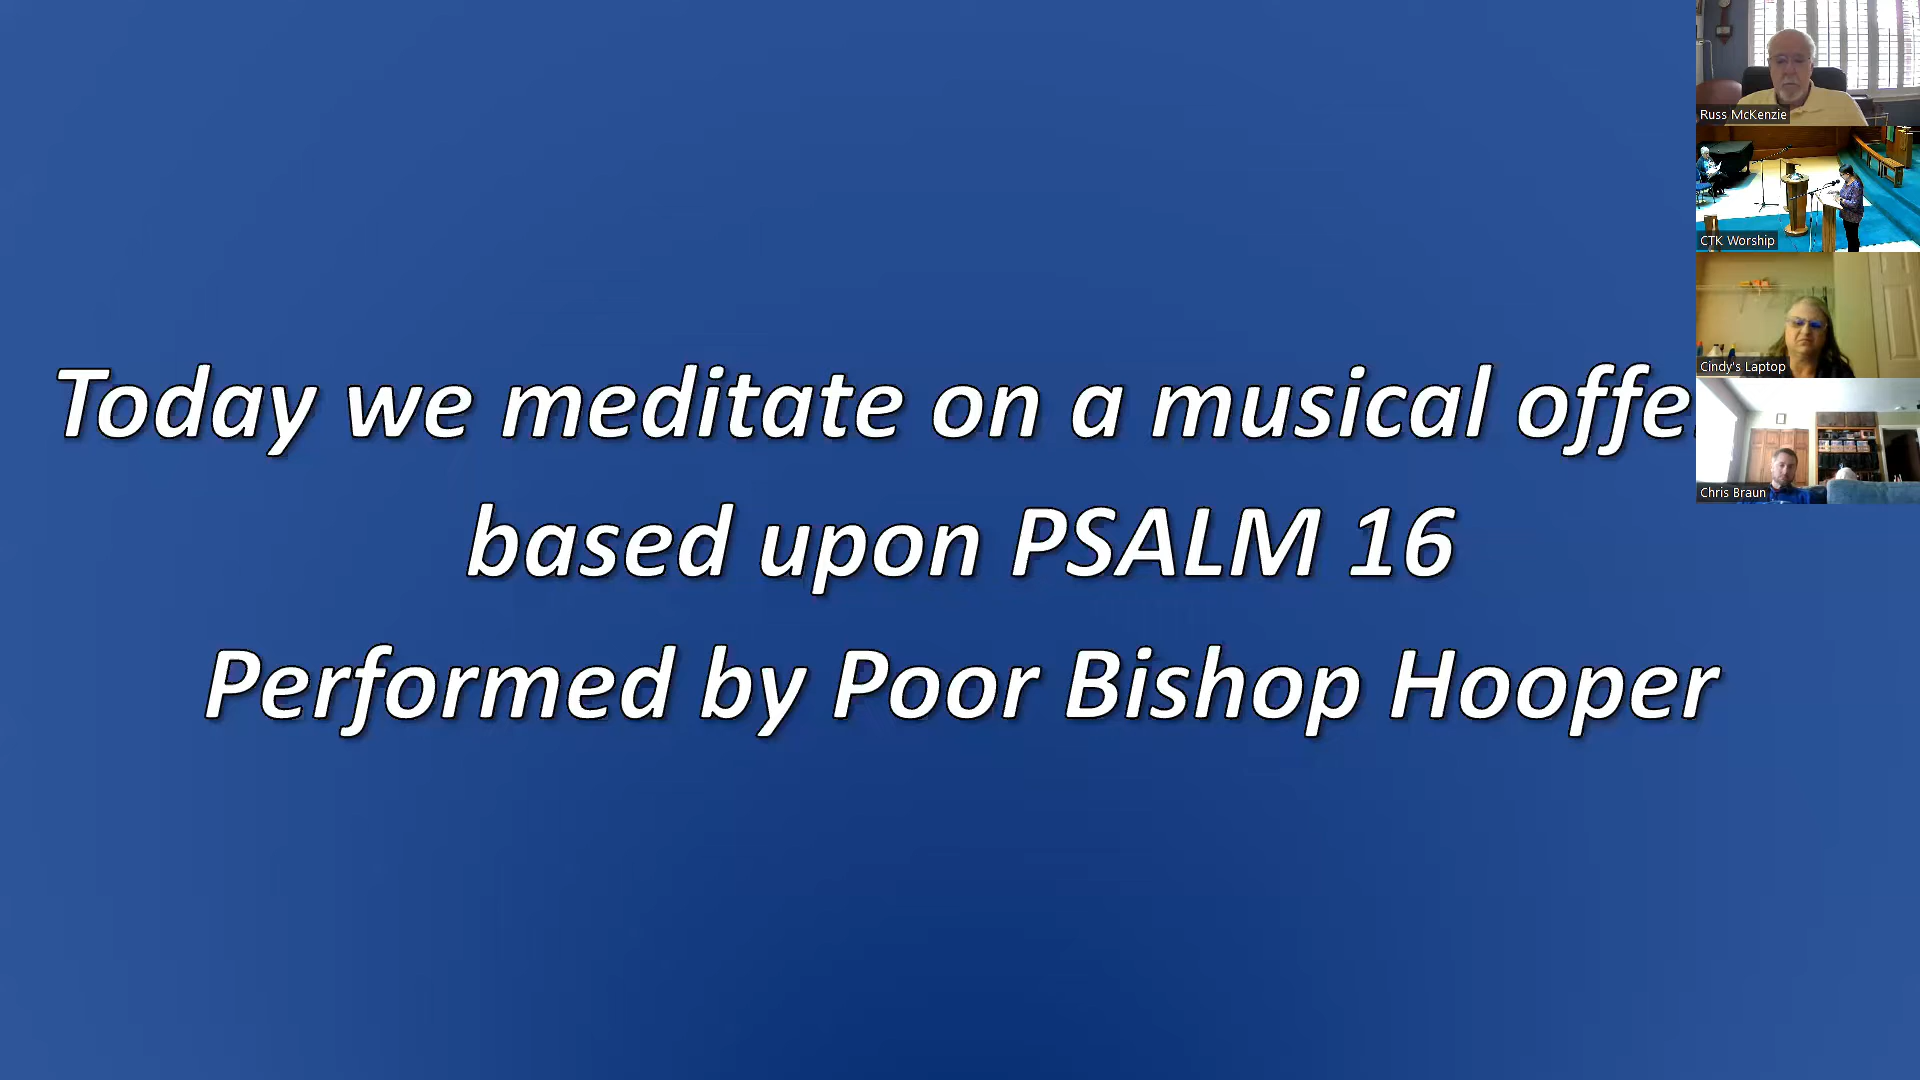 Today we meditate on a musical offe
based upon PSALM 16
Performed by Poor Bishop Hooper
Russ McKenzie
CTK Worship
Cindy's Laptop
Chris Braun